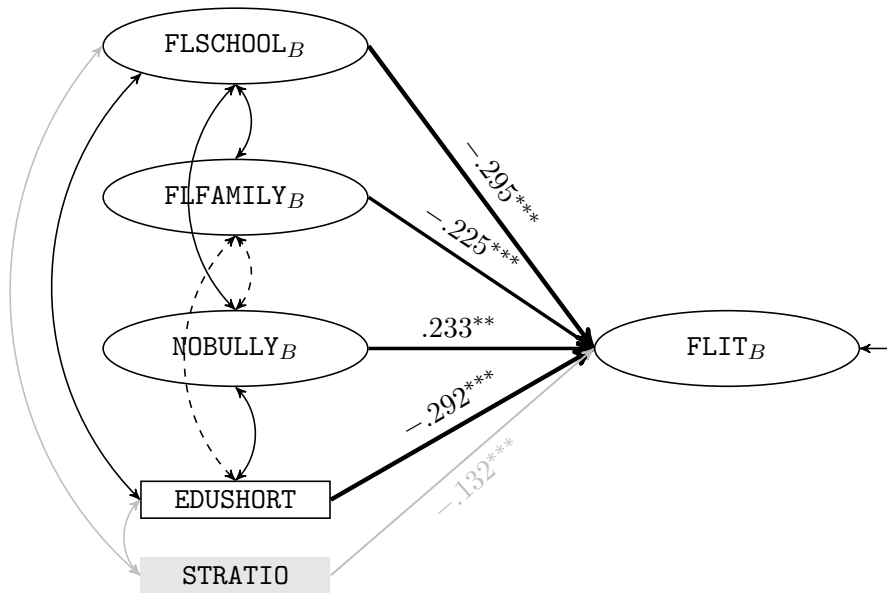 FLSCHOOL_B
−.295***
FLFAMILY_B
−.225***
NOBULLY_B
.233**
FLIT_B
−.292***
EDUSHORT
−.132***
STRATIO